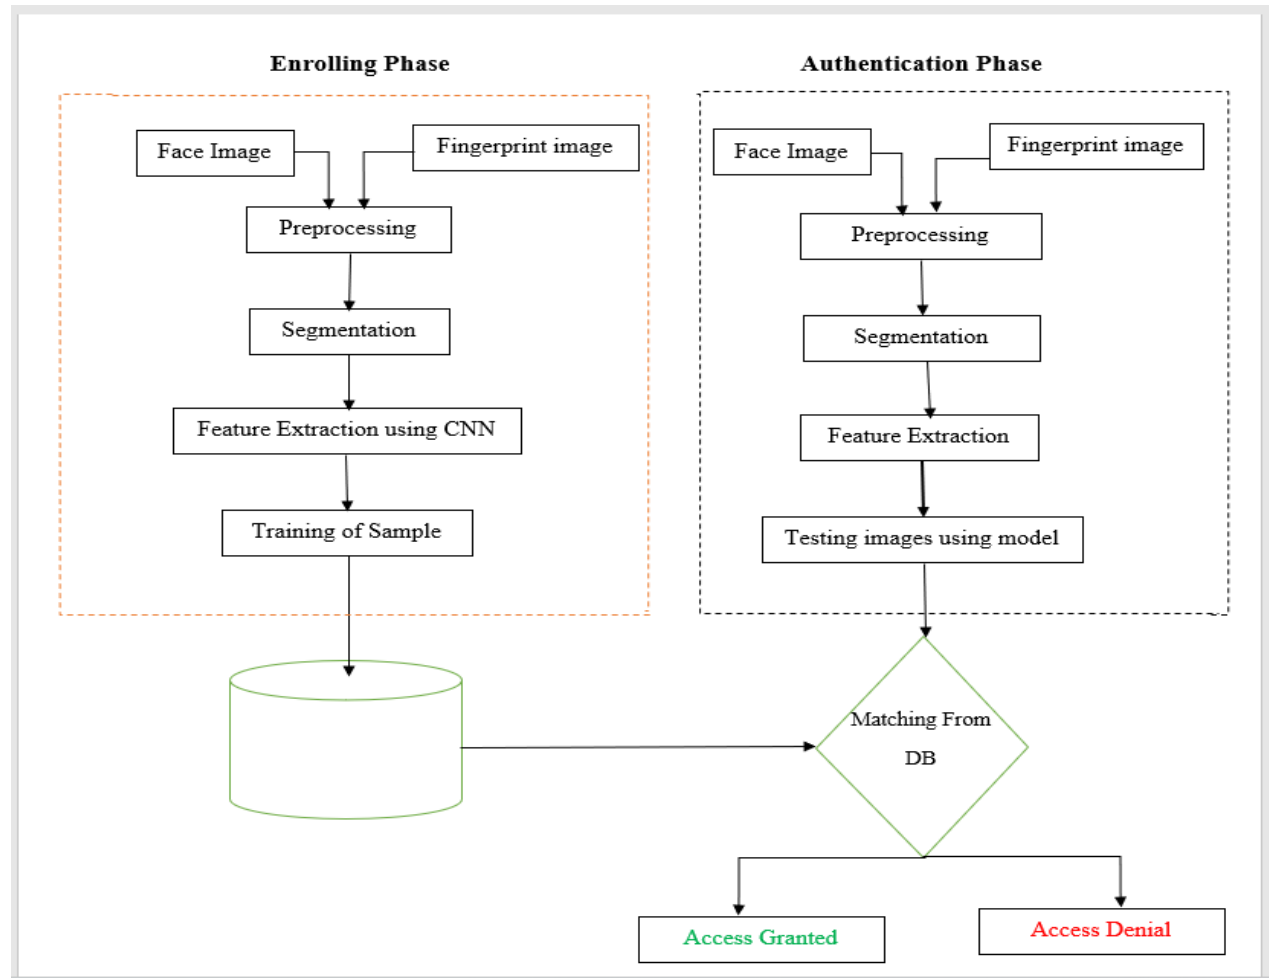 Enrolling Phase
Face Image
Fingerprint image
Preprocessing
Segmentation
Feature Extraction using CNN
Training of Sample
Authentication Phase
Face Image
Fingerprint image
Preprocessing
Segmentation
Feature Extraction
Testing images using model
Matching From
DB
Access Granted
Access Denial